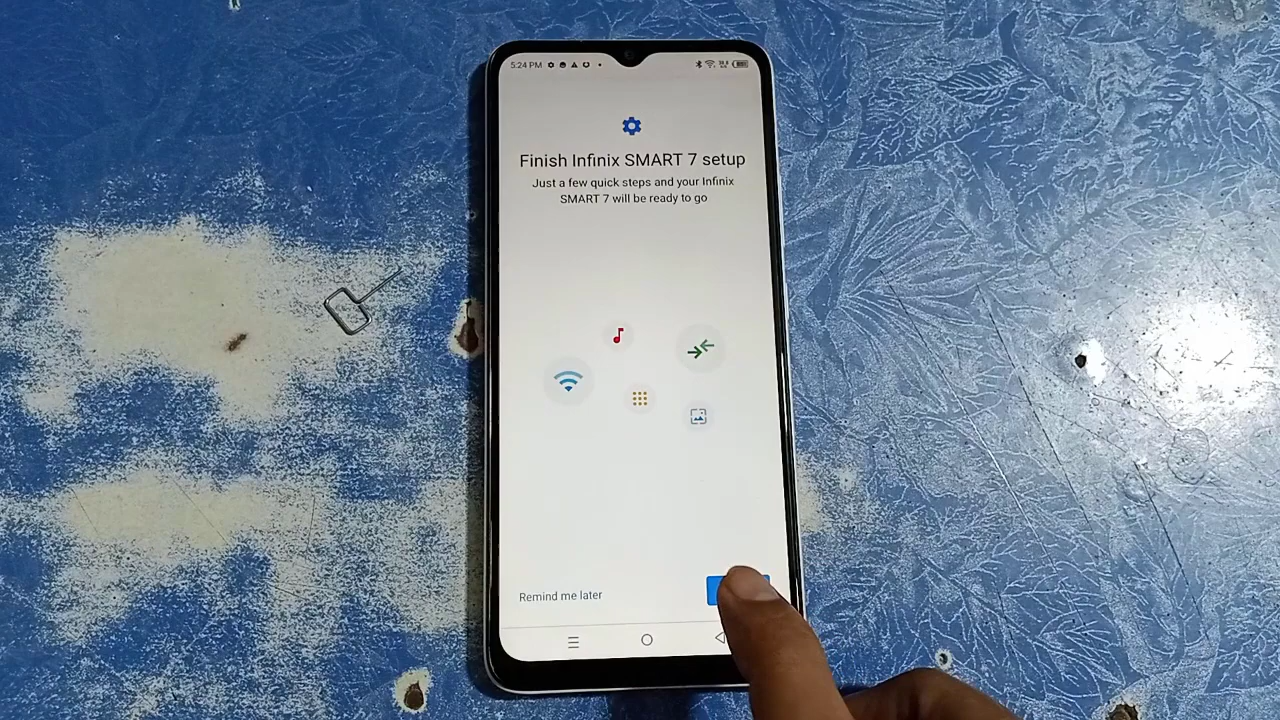 5:24 PM
Finish Infinix SMART 7 setup
Just a few quick steps and your Infinix
SMART 7 will be ready to go
Remind me later